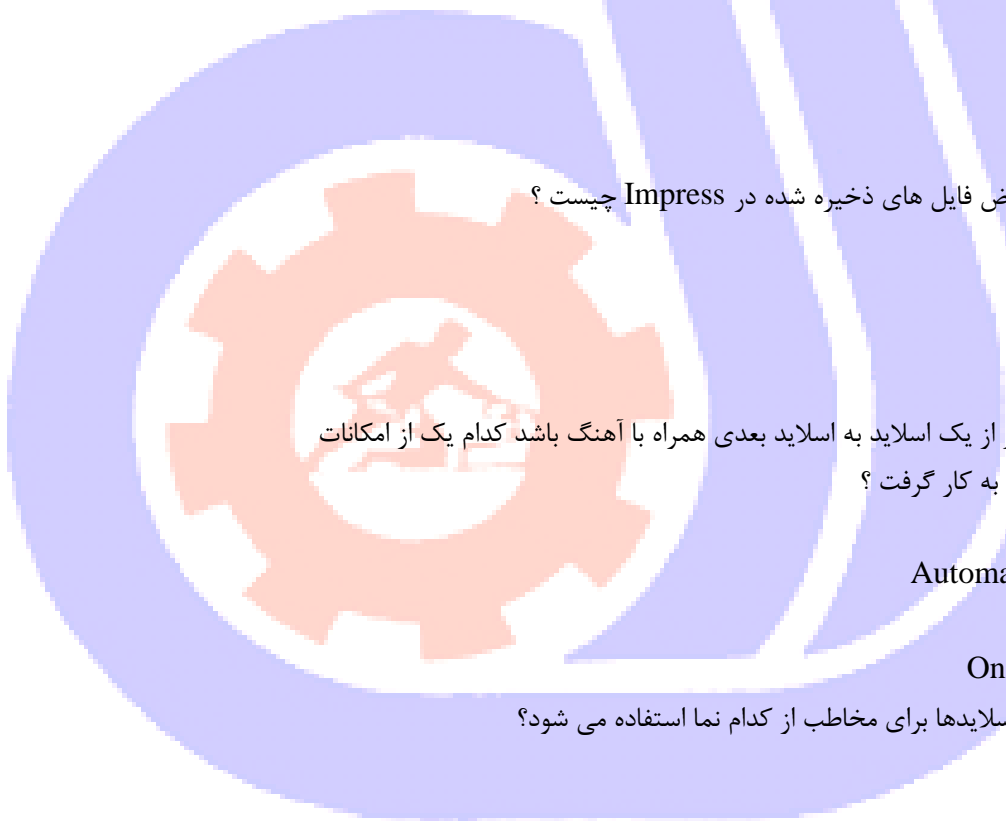 فایل های ذخیره شده در Impress چیست ؟
از یک اسلاید به اسلاید بعدی همراه با آهنگ باشد کدام یک از امکانات
به کار گرفت ؟
Automa
On
سلایدها برای مخاطب از کدام نما استفاده می شود؟